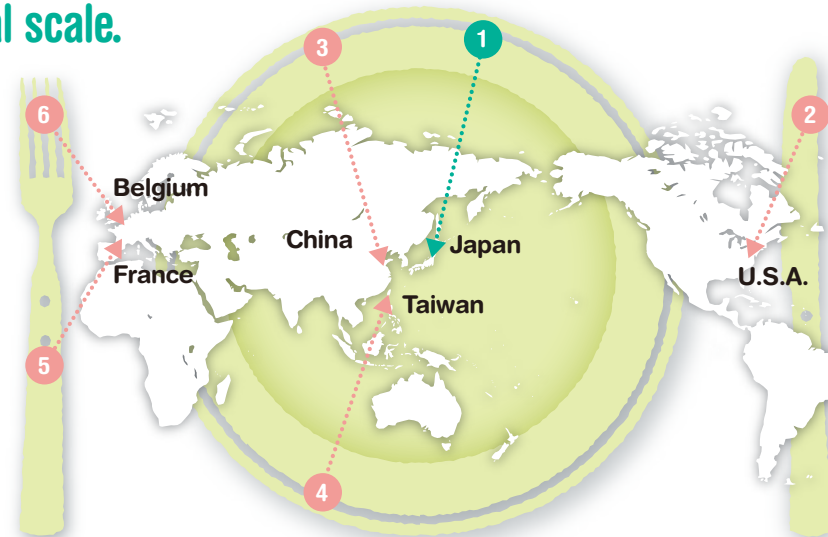 al scale.
3
1
6
2
Belgium
China
Japan
France
U.S.A.
Taiwan
5
4